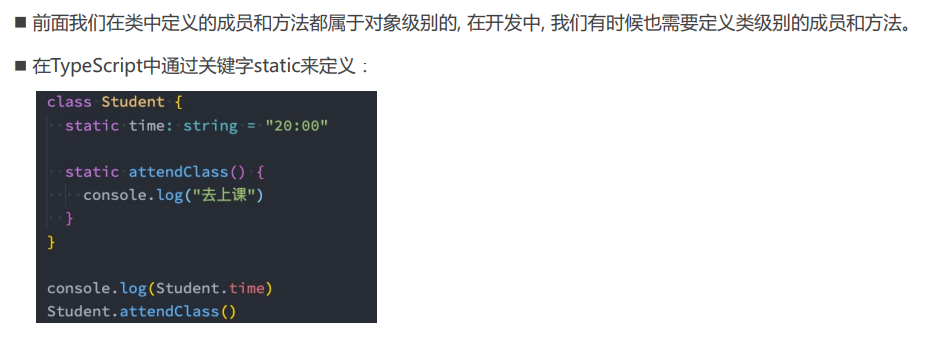 ■ 前面我们在类中定义的成员和方法都属于对象级别的, 在开发中, 我们有时候也需要定义类级别的成员和方法。
■ 在TypeScript中通过关键字static来定义：
class Student {
  static time: string = "20:00"

  static attendClass() {
    console.log("去上课")
  }
}

console.log(Student.time)
Student.attendClass()